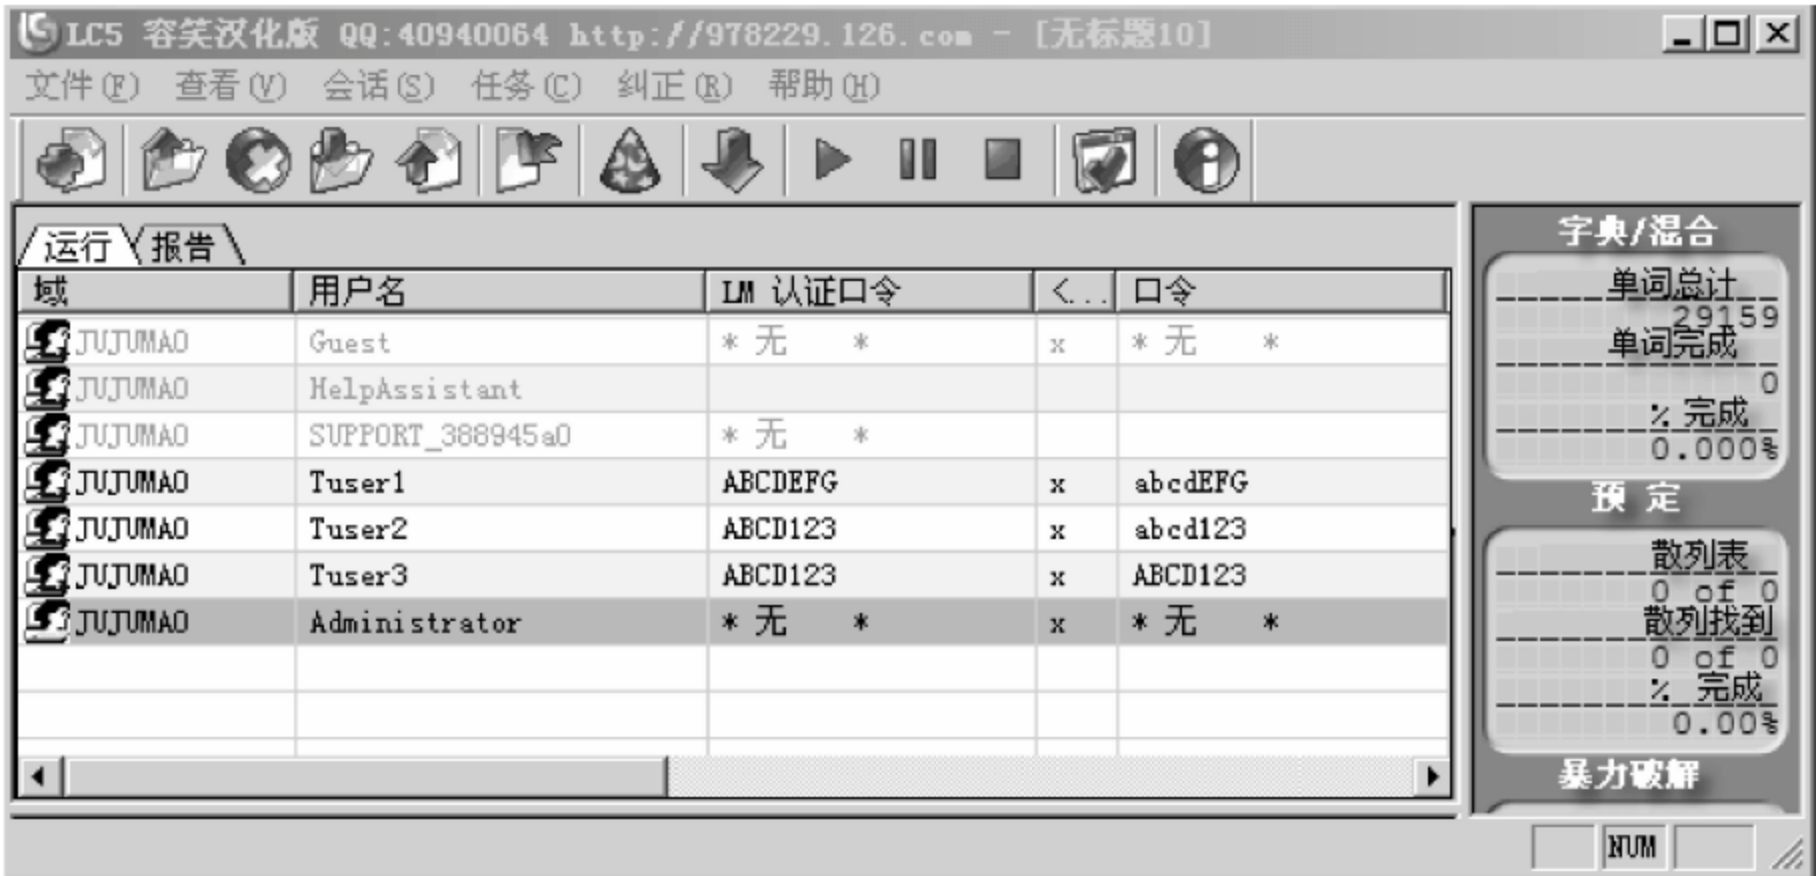 LC5 容笑汉化版 QQ:40940064 http://978229.126.com - [无标题10]
文件(F) 查看(V) 会话(S) 任务(C) 纠正(R) 帮助(H)
运行 报告
域 用户名 LM 认证口令 <... 口令
JUJUMAO Guest * 无 * x * 无 *
JUJUMAO HelpAssistant
JUJUMAO SUPPORT_388945a0 * 无 *
JUJUMAO Tuser1 ABCDEFG x abcdEFG
JUJUMAO Tuser2 ABCD123 x abcd123
JUJUMAO Tuser3 ABCD123 x ABCD123
JUJUMAO Administrator * 无 * x * 无 *
字典/混合
单词总计
29159
单词完成
0
% 完成
0.000%
预 定
散列表
0 of 0
散列找到
0 of 0
% 完成
0.00%
暴力破解
NUM